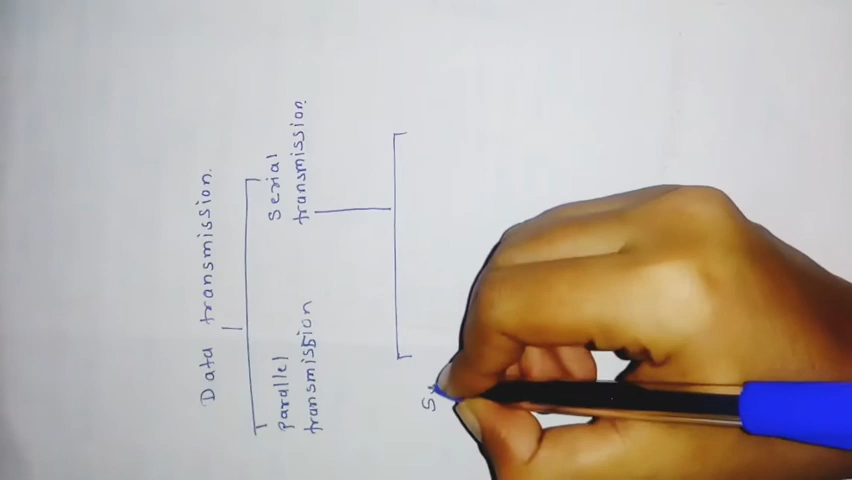 Data transmission.
Parallel
transmission
Serial
transmission.
S